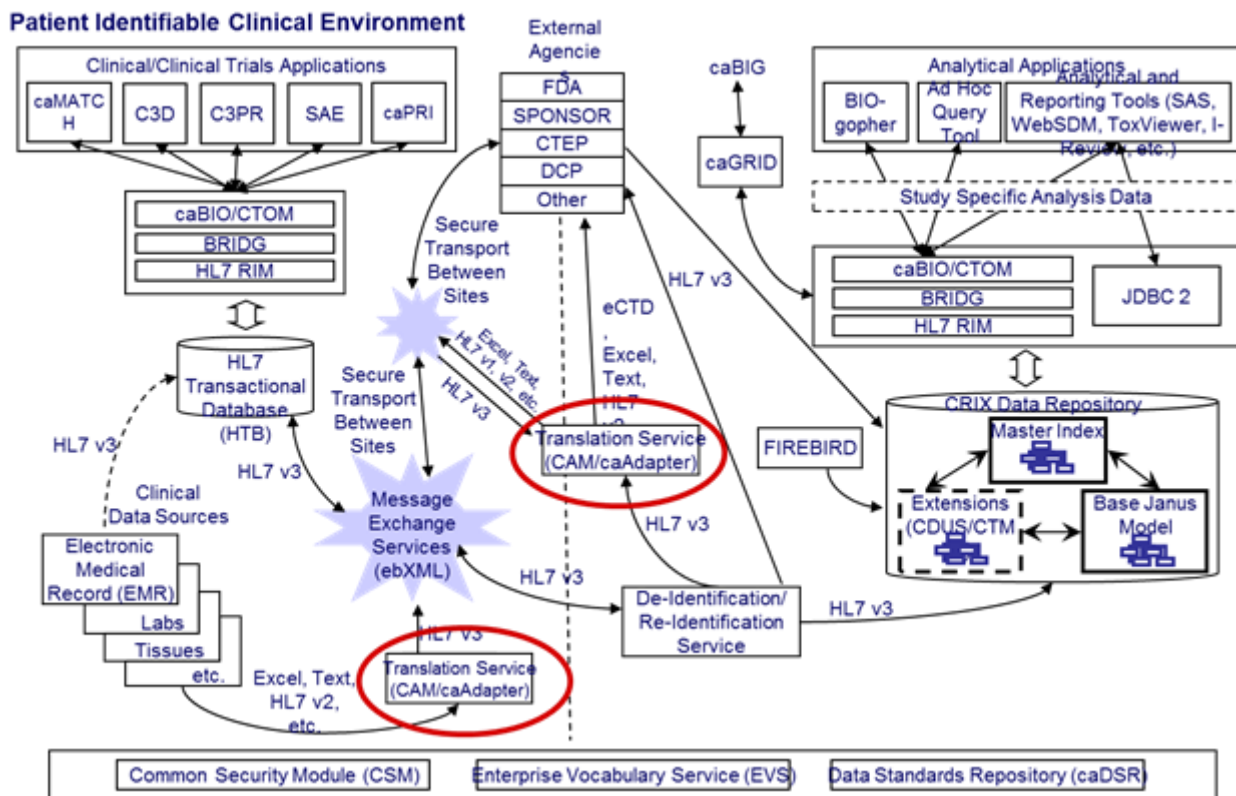 Patient Identifiable Clinical Environment
Clinical/Clinical Trials Applications
caMATC
H
C3D
C3PR
SAE
caPRI
caBIO/CTOM
BRIDG
HL7 RIM
HL7
Transactional
Database
(HTB)
HL7 v3
HL7 v3
Clinical
Data Sources
Electronic
Medical
Record (EMR)
Labs
Tissues
etc.
Excel, Text,
HL7 v2,
etc.
External
Agencie
s
FDA
SPONSOR
CTEP
DCP
Other
Secure
Transport
Between
Sites
Excel, Text,
HL7 v1, v2, etc.
HL7 v3
Secure
Transport
Between
Sites
Message
Exchange
Services
(ebXML)
HL7 v3
Translation Service
(CAM/caAdapter)
eCTD
,
Excel,
Text,
HL7
Translation Service
(CAM/caAdapter)
HL7 v3
HL7 v3
De-Identification/
Re-Identification
Service
HL7 v3
HL7 v3
caBIG
caGRID
Analytical Applications
BIO-
gopher
Ad Hoc
Query
Tool
Analytical and
Reporting Tools (SAS,
WebSDM, ToxViewer, I-
Review, etc.)
Study Specific Analysis Data
caBIO/CTOM
BRIDG
HL7 RIM
JDBC 2
CRIX Data Repository
Master Index
FIREBIRD
Extensions
(CDUS/CTM
Base Janus
Model
Common Security Module (CSM)
Enterprise Vocabulary Service (EVS)
Data Standards Repository (caDSR)